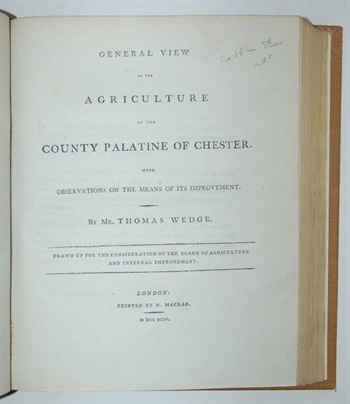 GENERAL VIEW
OF THE
AGRICULTURE
OF THE
COUNTY PALATINE OF CHESTER.
WITH
OBSERVATIONS ON THE MEANS OF ITS IMPROVEMENT.
BY MR. THOMAS WEDGE.
DRAWN UP FOR THE CONSIDERATION OF THE BOARD OF AGRICULTURE
AND INTERNAL IMPROVEMENT.
LONDON:
PRINTED BY C. MACRAE.
M DCC XCIV.